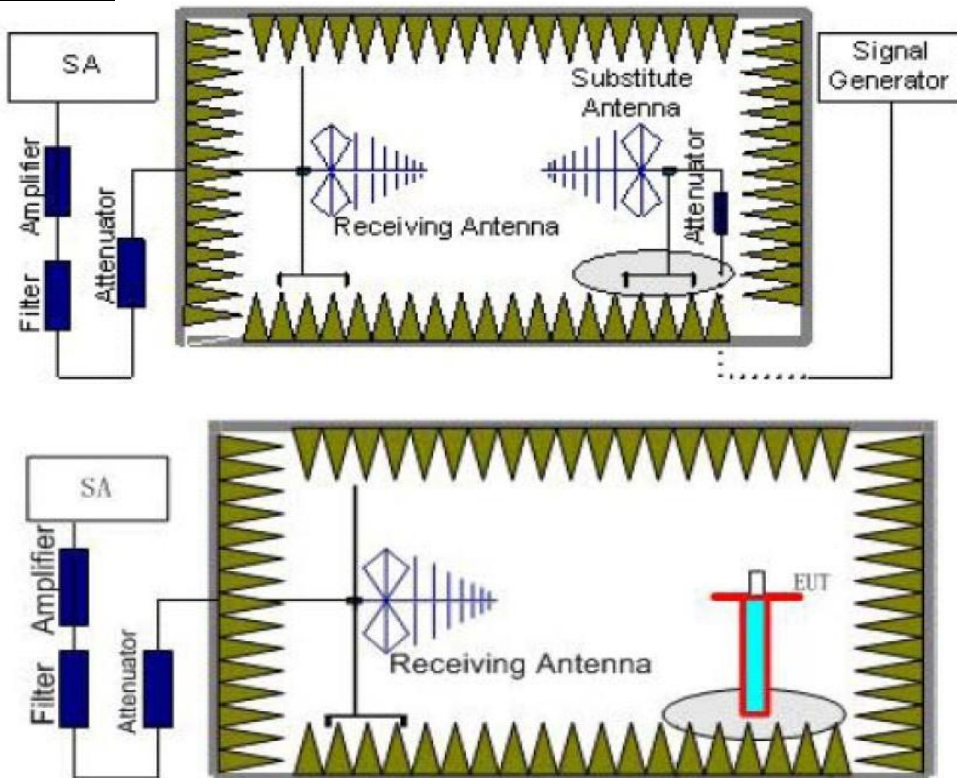 SA
Signal
Generator
Substitute
Antenna
Amplifier
Attenuator
Attenuator
Receiving Antenna
Filter
SA
Amplifier
EUT
Receiving Antenna
Filter
Attenuator